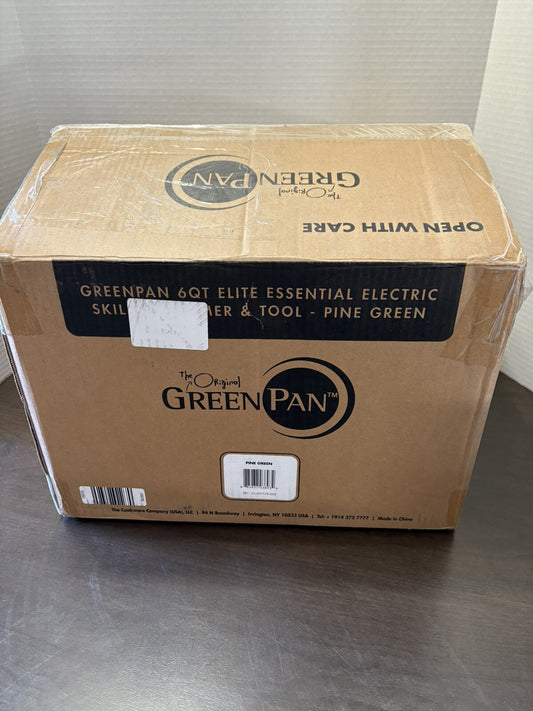 The Original
GREENPAN
OPEN WITH CARE
GREENPAN 6QT ELITE ESSENTIAL ELECTRIC
SKIL MER & TOOL - PINE GREEN
The Original
GREENPAN™
PINE GREEN
The Cookware Company (USA), LLC | 94 N Broadway | Irvington, NY 10533 USA | Tel: + 1914 372 7777 | Made in China